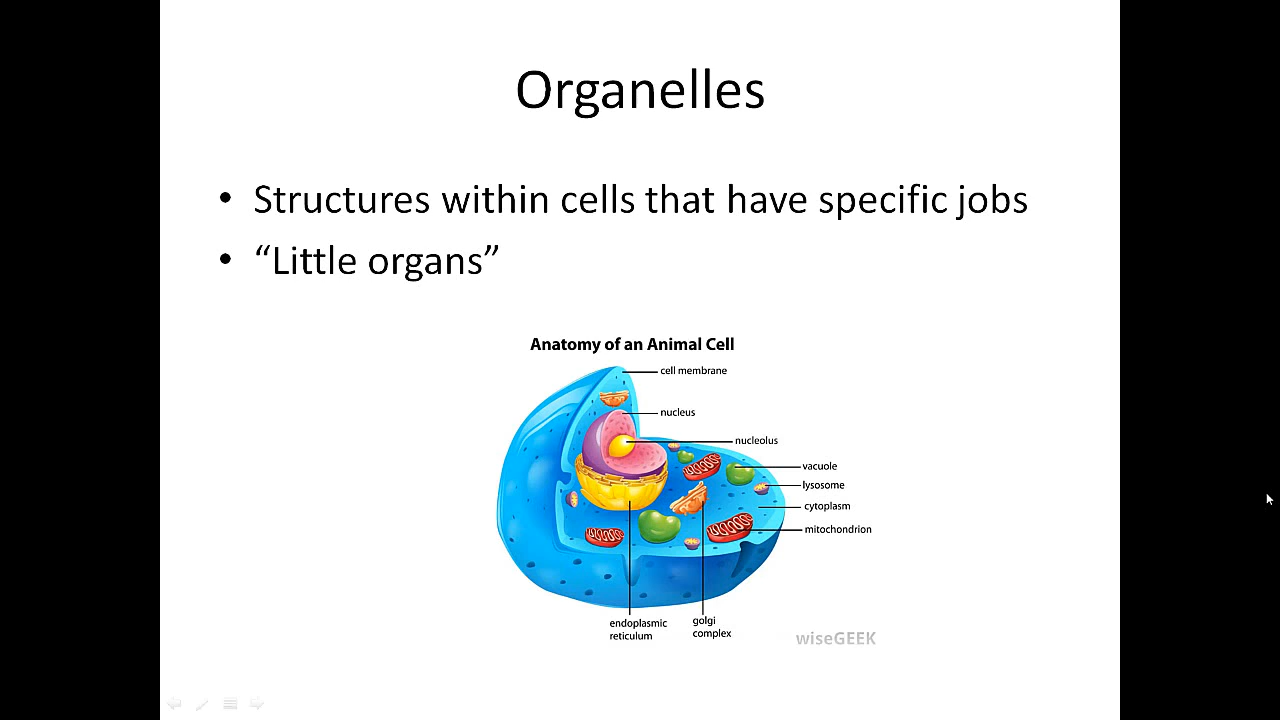 Organelles
• Structures within cells that have specific jobs
• “Little organs”
Anatomy of an Animal Cell
cell membrane
nucleus
nucleolus
vacuole
lysosome
cytoplasm
mitochondrion
endoplasmic
reticulum
golgi
complex
wiseGEEK